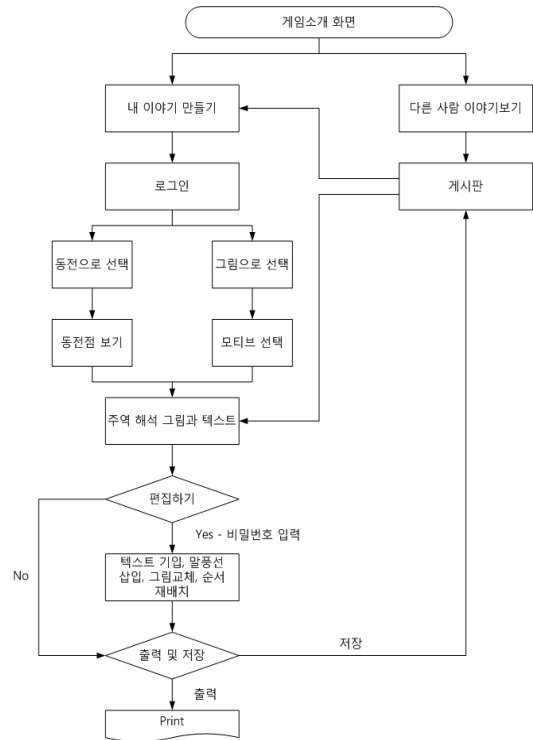 게임소개 화면
내 이야기 만들기
다른 사람 이야기보기
로그인
게시판
동전으로 선택
그림으로 선택
동전점 보기
모티브 선택
주역 해석 그림과 텍스트
편집하기
Yes - 비밀번호 입력
텍스트 기입, 말풍선
삽입, 그림교체, 순서
재배치
No
출력 및 저장
저장
출력
Print